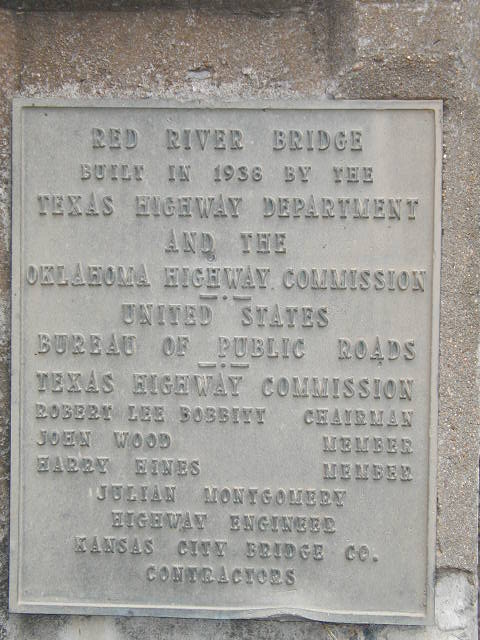 RED RIVER BRIDGE
BUILT IN 1938 BY THE
TEXAS HIGHWAY DEPARTMENT
AND THE
OKLAHOMA HIGHWAY COMMISSION
UNITED STATES
BUREAU OF PUBLIC ROADS
TEXAS HIGHWAY COMMISSION
ROBERT LEE BOBBITT CHAIRMAN
JOHN WOOD MEMBER
HARRY HINES MEMBER
JULIAN MONTGOMERY
HIGHWAY ENGINEER
KANSAS CITY BRIDGE CO.
CONTRACTORS